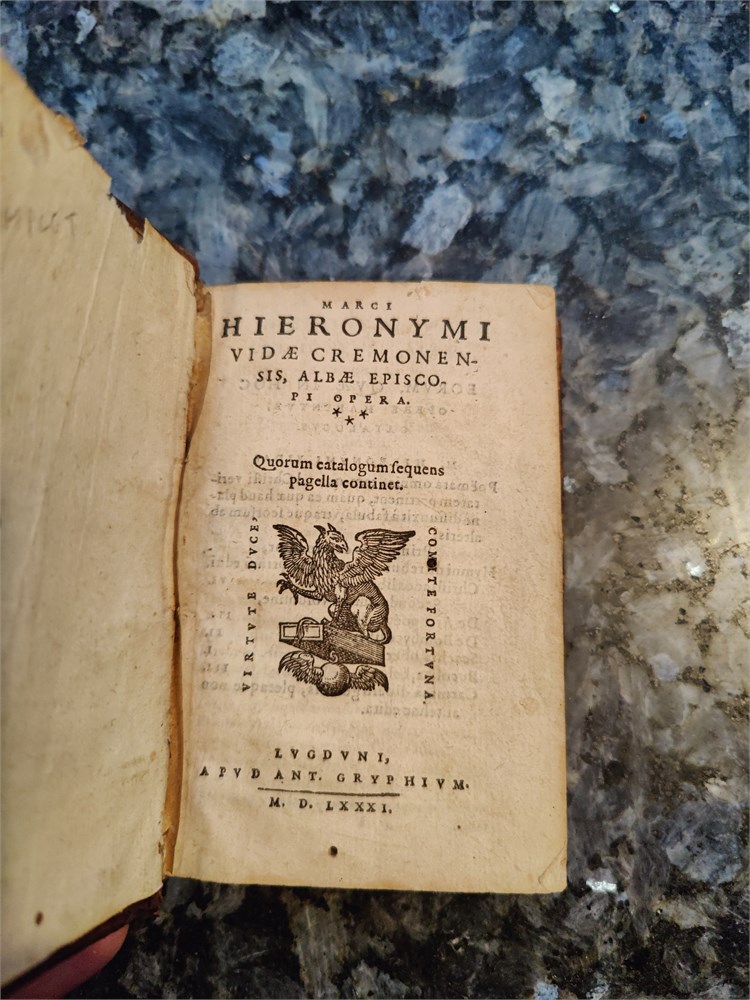 MARCI
HIERONYMI
VIDÆ CREMONEN-
SIS, ALBÆ EPISCO-
PI OPERA.
Quorum catalogum ſequens
pagella continet.
VIRTVTE DVCE,
COMITE FORTVNA.
LVGDVNI,
APVD ANT. GRYPHIVM.
M. D. LXXXI.